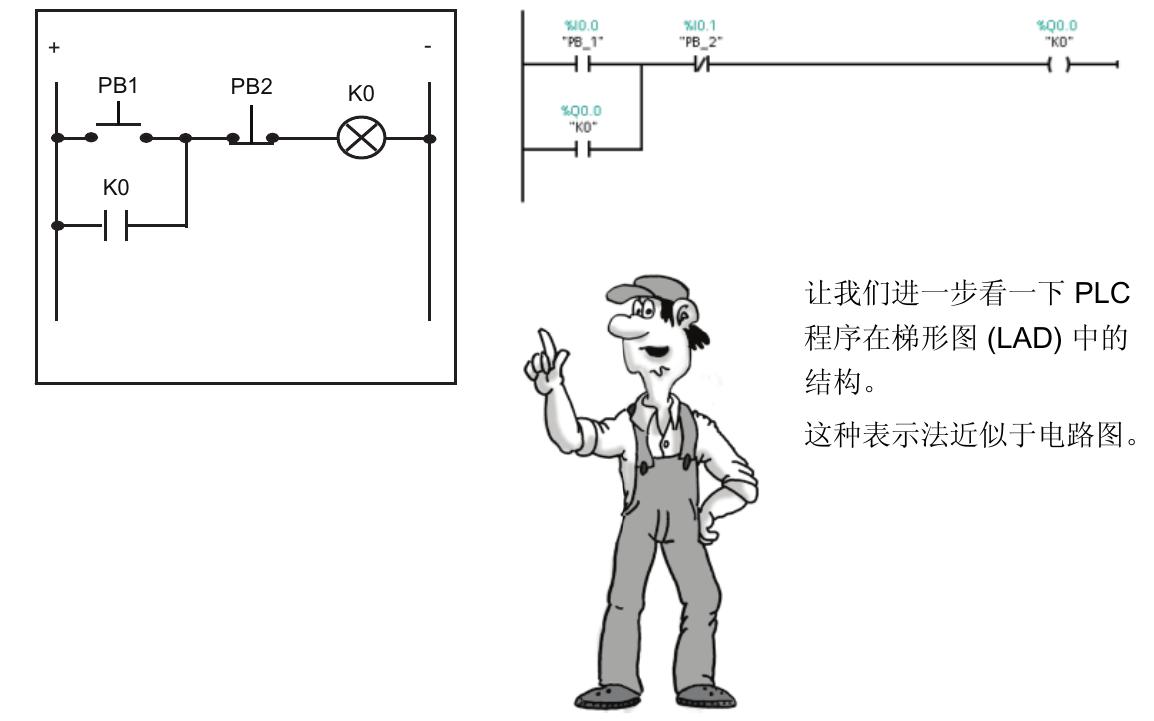 + -
PB1 PB2 K0
K0
%I0.0 %I0.1 %Q0.0
"PB_1" "PB_2" "K0"
%Q0.0
"K0"
让我们进一步看一下 PLC
程序在梯形图 (LAD) 中的
结构。
这种表示法近似于电路图。